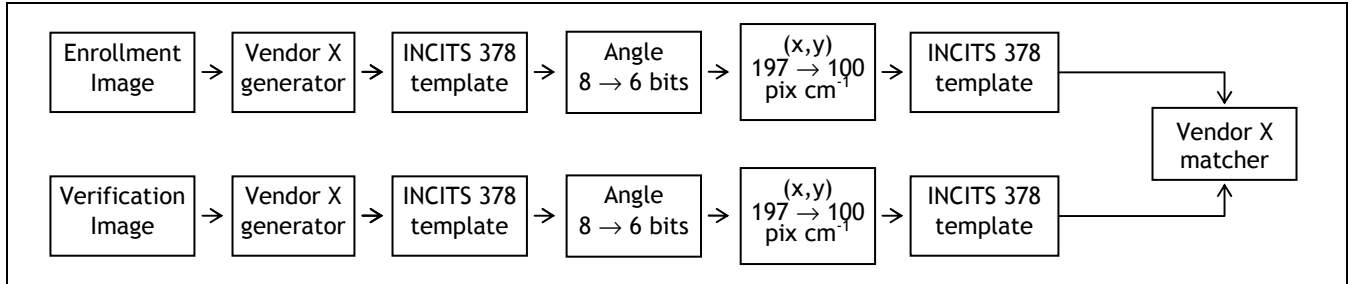 Enrollment
Image
Vendor X
generator
INCITS 378
template
Angle
8 → 6 bits
(x,y)
197 → 100
pix cm⁻¹
INCITS 378
template
Vendor X
matcher
Verification
Image
Vendor X
generator
INCITS 378
template
Angle
8 → 6 bits
(x,y)
197 → 100
pix cm⁻¹
INCITS 378
template